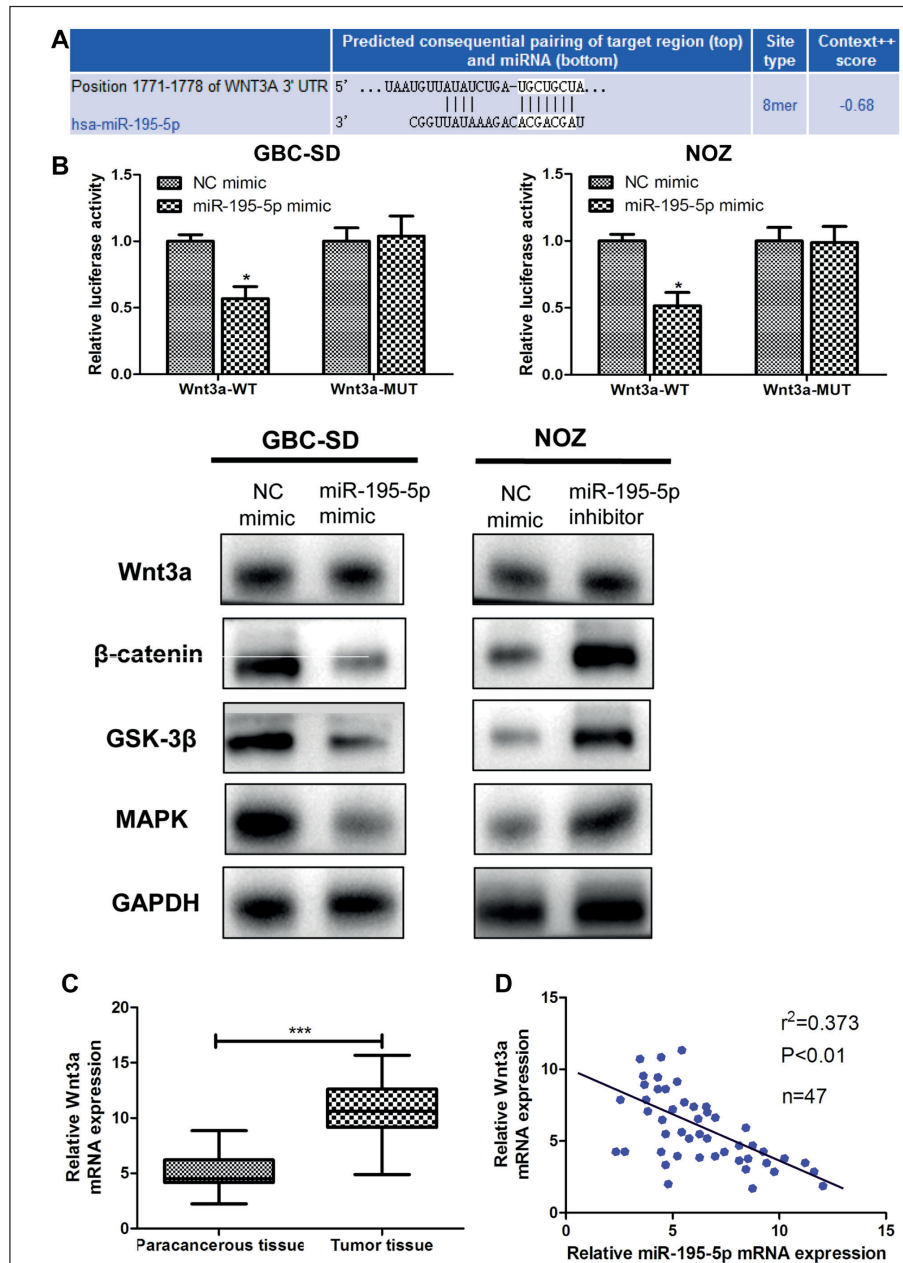 A
Predicted consequential pairing of target region (top) and miRNA (bottom)
Site type
Context++ score
Position 1771-1778 of WNT3A 3' UTR
5' ...UAAUGUUAUAUCUGA-UGCUGCUA...
hsa-miR-195-5p
3' CGGUUAUAAAGACACGACGAU
8mer
-0.68
B
GBC-SD
NC mimic
miR-195-5p mimic
Relative luciferase activity
1.5
1.0
0.5
0.0
*
Wnt3a-WT
Wnt3a-MUT
NOZ
NC mimic
miR-195-5p mimic
Relative luciferase activity
1.5
1.0
0.5
0.0
*
Wnt3a-WT
Wnt3a-MUT
GBC-SD
NOZ
NC mimic
miR-195-5p mimic
NC mimic
miR-195-5p inhibitor
Wnt3a
β-catenin
GSK-3β
MAPK
GAPDH
C
Relative Wnt3a mRNA expression
20
15
10
5
0
***
Paracancerous tissue
Tumor tissue
D
Relative Wnt3a mRNA expression
15
10
5
0
r²=0.373
P<0.01
n=47
0
5
10
15
Relative miR-195-5p mRNA expression